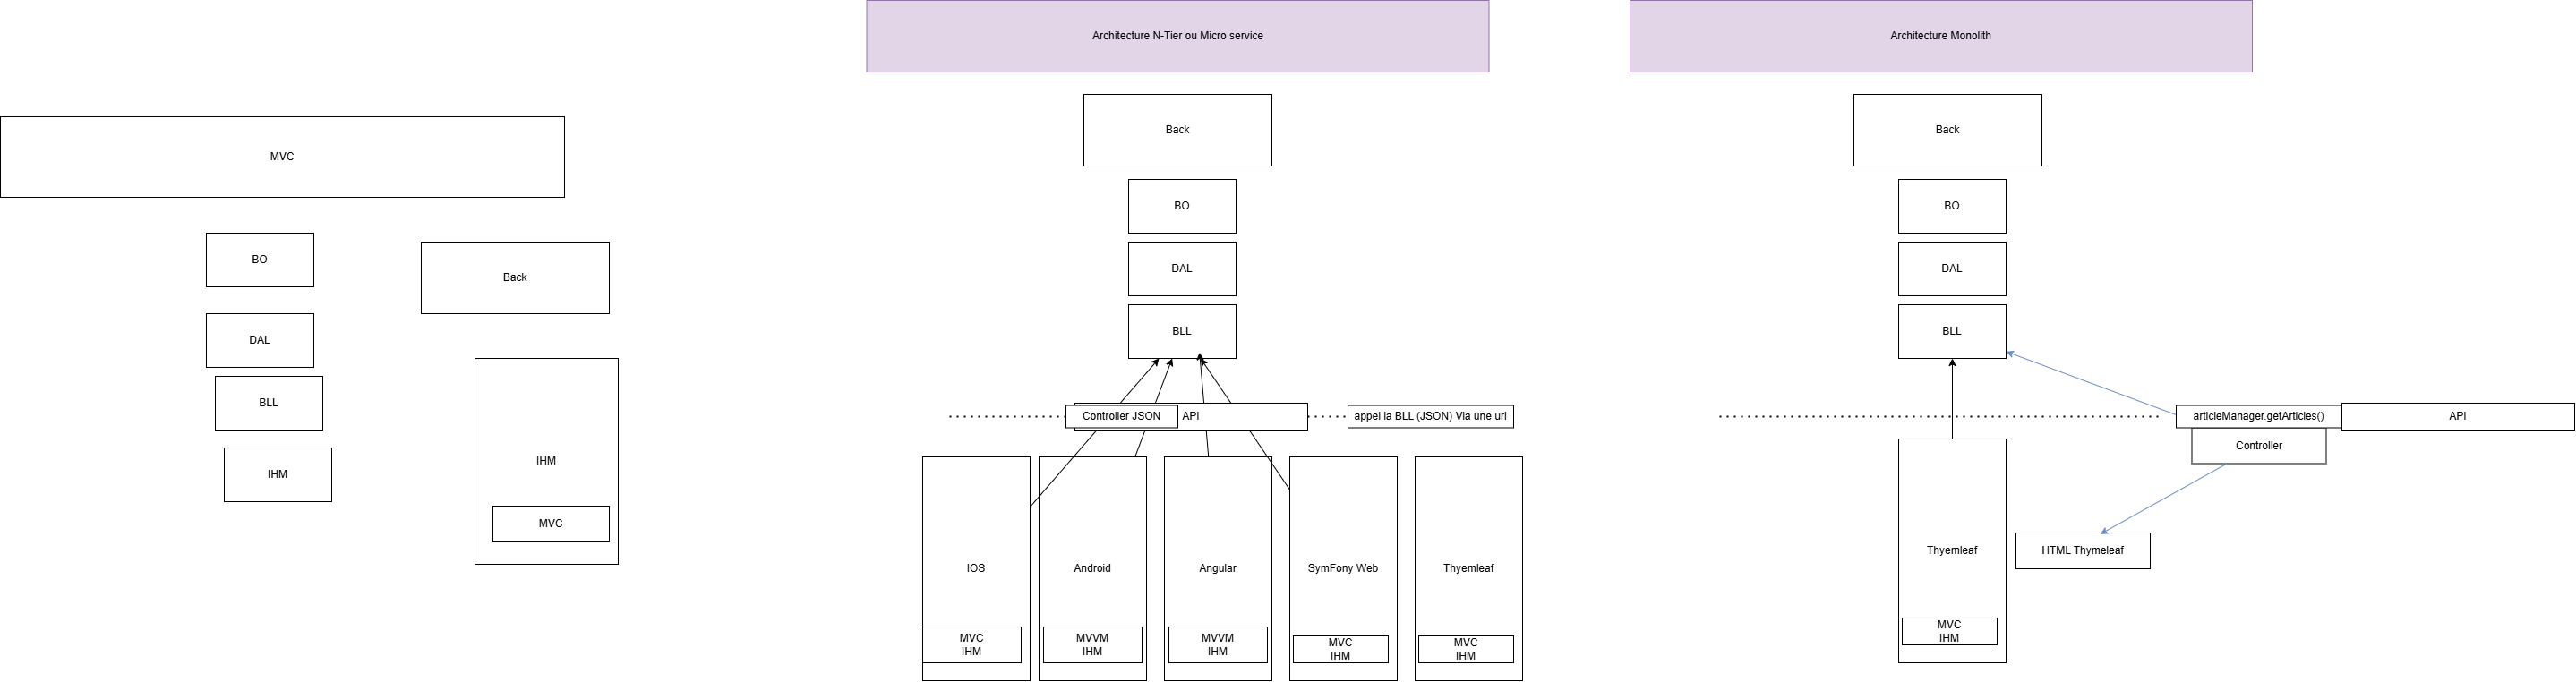 Architecture N-Tier ou Micro service
Architecture Monolith
MVC
BO
DAL
BLL
IHM
Back
IHM
MVC
Back
BO
DAL
BLL
Controller JSON
API
appel la BLL (JSON) Via une url
IOS
MVC
IHM
Android
MVVM
IHM
Angular
MVVM
IHM
SymFony Web
MVC
IHM
Thyemleaf
MVC
IHM
Back
BO
DAL
BLL
articleManager.getArticles()
API
Controller
Thyemleaf
HTML Thymeleaf
MVC
IHM